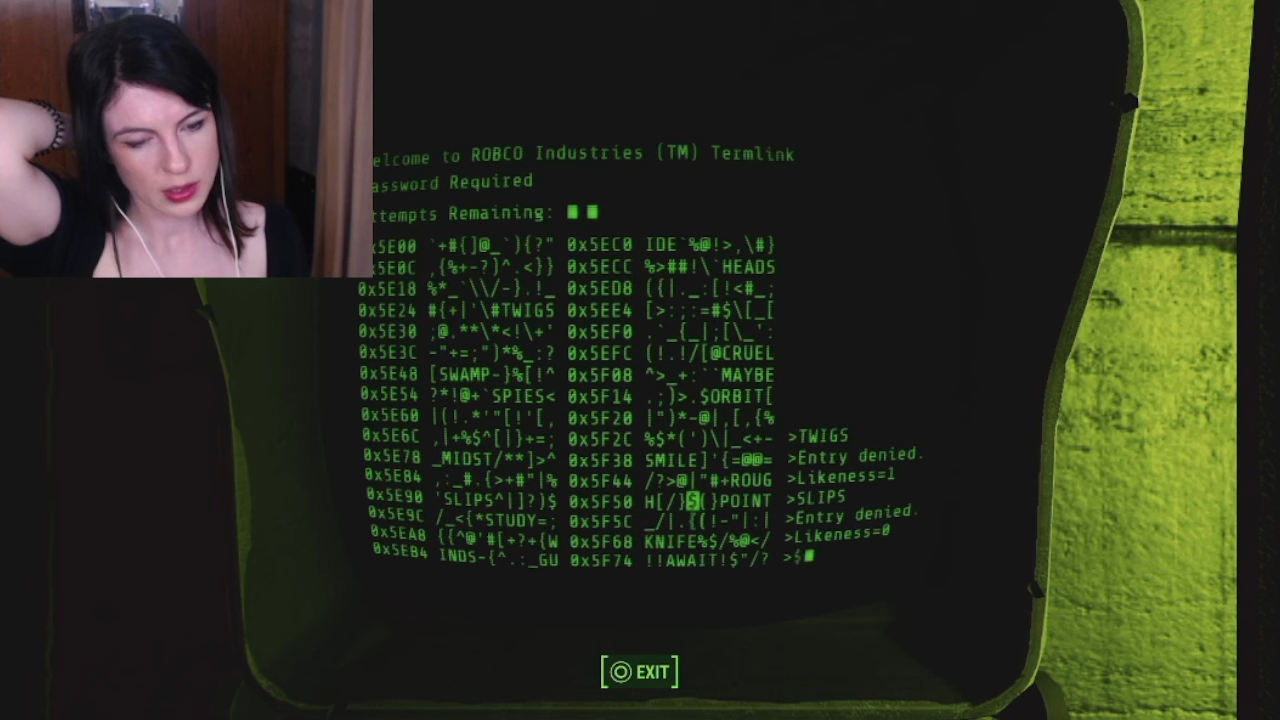 elcome to ROBCO Industries (TM) Termlink
assword Required
ttempts Remaining:
x5E00 `+#{]@_`){?" 0x5EC0 IDE`%@!>,\#}
x5E0C ,{%+-?)^.<}} 0x5ECC %>##!\`HEADS
0x5E18 %*_`\\/-}.!_ 0x5ED8 ({|._:[!<#_;
0x5E24 #{+|'\#TWIGS 0x5EE4 [>:;:=#$\[_[
0x5E30 ;@.**\*<!\+' 0x5EF0 .`_{_|;[\_':
0x5E3C -"+=;")*%_:? 0x5EFC (!.!/[@CRUEL
0x5E48 [SWAMP-}%[!^ 0x5F08 ^>_+:``MAYBE
0x5E54 ?*!@+`SPIES< 0x5F14 .;)>.$ORBIT[
0x5E60 |(!.*'"[!'[, 0x5F20 |")*-@|,[,{%
0x5E6C ,|+%$^[|}+=; 0x5F2C %$*(')\|_<+- >TWIGS
0x5E78 _MIDST/**]>^ 0x5F38 SMILE]'{=@@= >Entry denied.
0x5E84 ,:_#.{>+#"|% 0x5F44 /?>@|"#+ROUG >Likeness=1
0x5E90 'SLIPS^|]?)$ 0x5F50 H[/}$(}POINT >SLIPS
0x5E9C /_<{*STUDY=; 0x5F5C _/|.{(!-"|:| >Entry denied.
0x5EA8 {{^@'#[+?+{W 0x5F68 KNIFE%$/%@</ >Likeness=0
0x5EB4 INDS-{^.:_GU 0x5F74 !!AWAIT!$"/? >$
EXIT